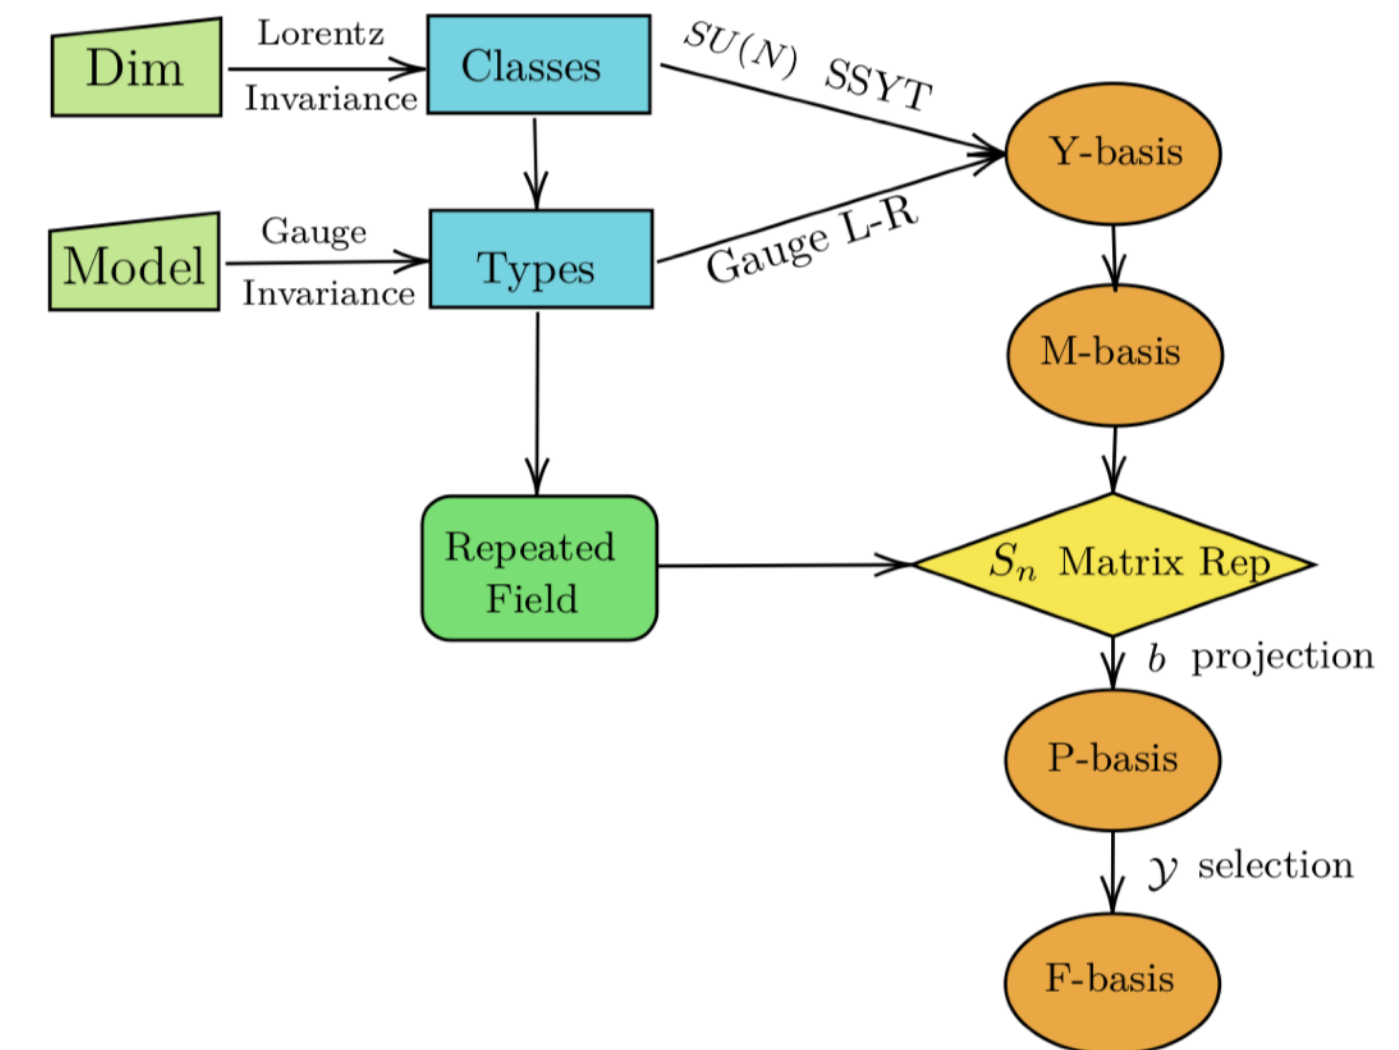 Dim
Lorentz
Invariance
Classes
SU(N) SSYT
Y-basis
Model
Gauge
Invariance
Types
Gauge L-R
M-basis
Repeated
Field
Sₙ Matrix Rep
b projection
P-basis
𝒴 selection
F-basis